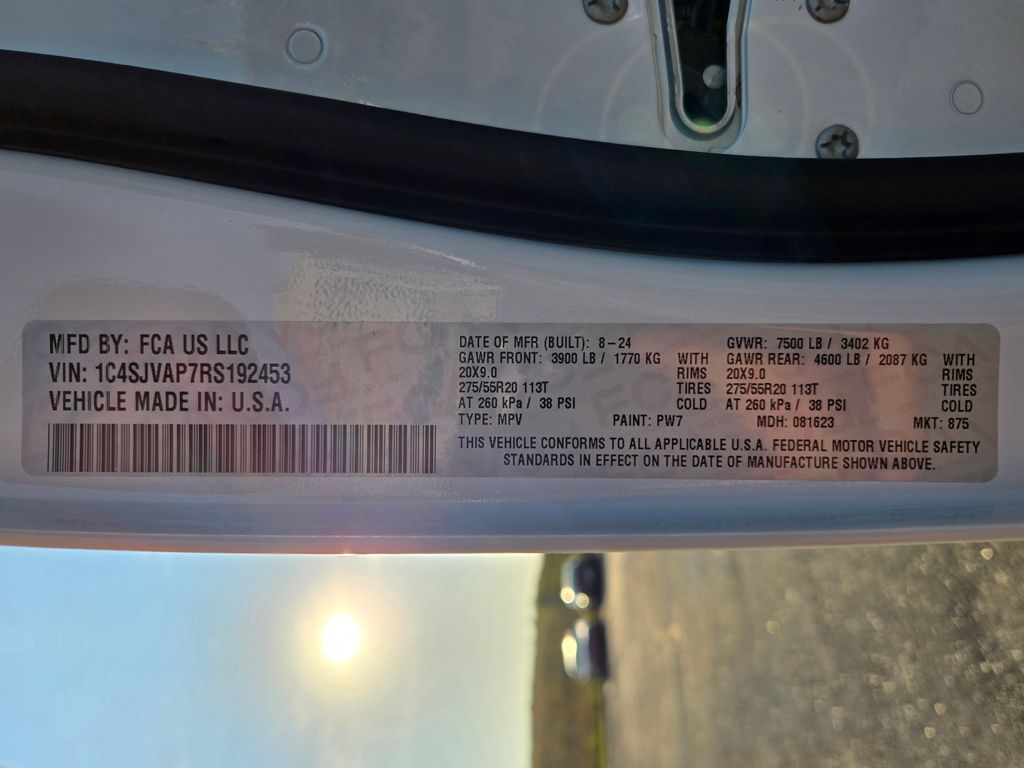 MFD BY: FCA US LLC
VIN: 1C4SJVAP7RS192453
VEHICLE MADE IN: U.S.A.
DATE OF MFR (BUILT): 8-24 GVWR: 7500 LB / 3402 KG
GAWR FRONT: 3900 LB / 1770 KG WITH GAWR REAR: 4600 LB / 2087 KG WITH
20X9.0 RIMS 20X9.0 RIMS
275/55R20 113T TIRES 275/55R20 113T TIRES
AT 260 kPa / 38 PSI COLD AT 260 kPa / 38 PSI COLD
TYPE: MPV PAINT: PW7 MDH: 081623 MKT: 875
THIS VEHICLE CONFORMS TO ALL APPLICABLE U.S.A. FEDERAL MOTOR VEHICLE SAFETY
STANDARDS IN EFFECT ON THE DATE OF MANUFACTURE SHOWN ABOVE.